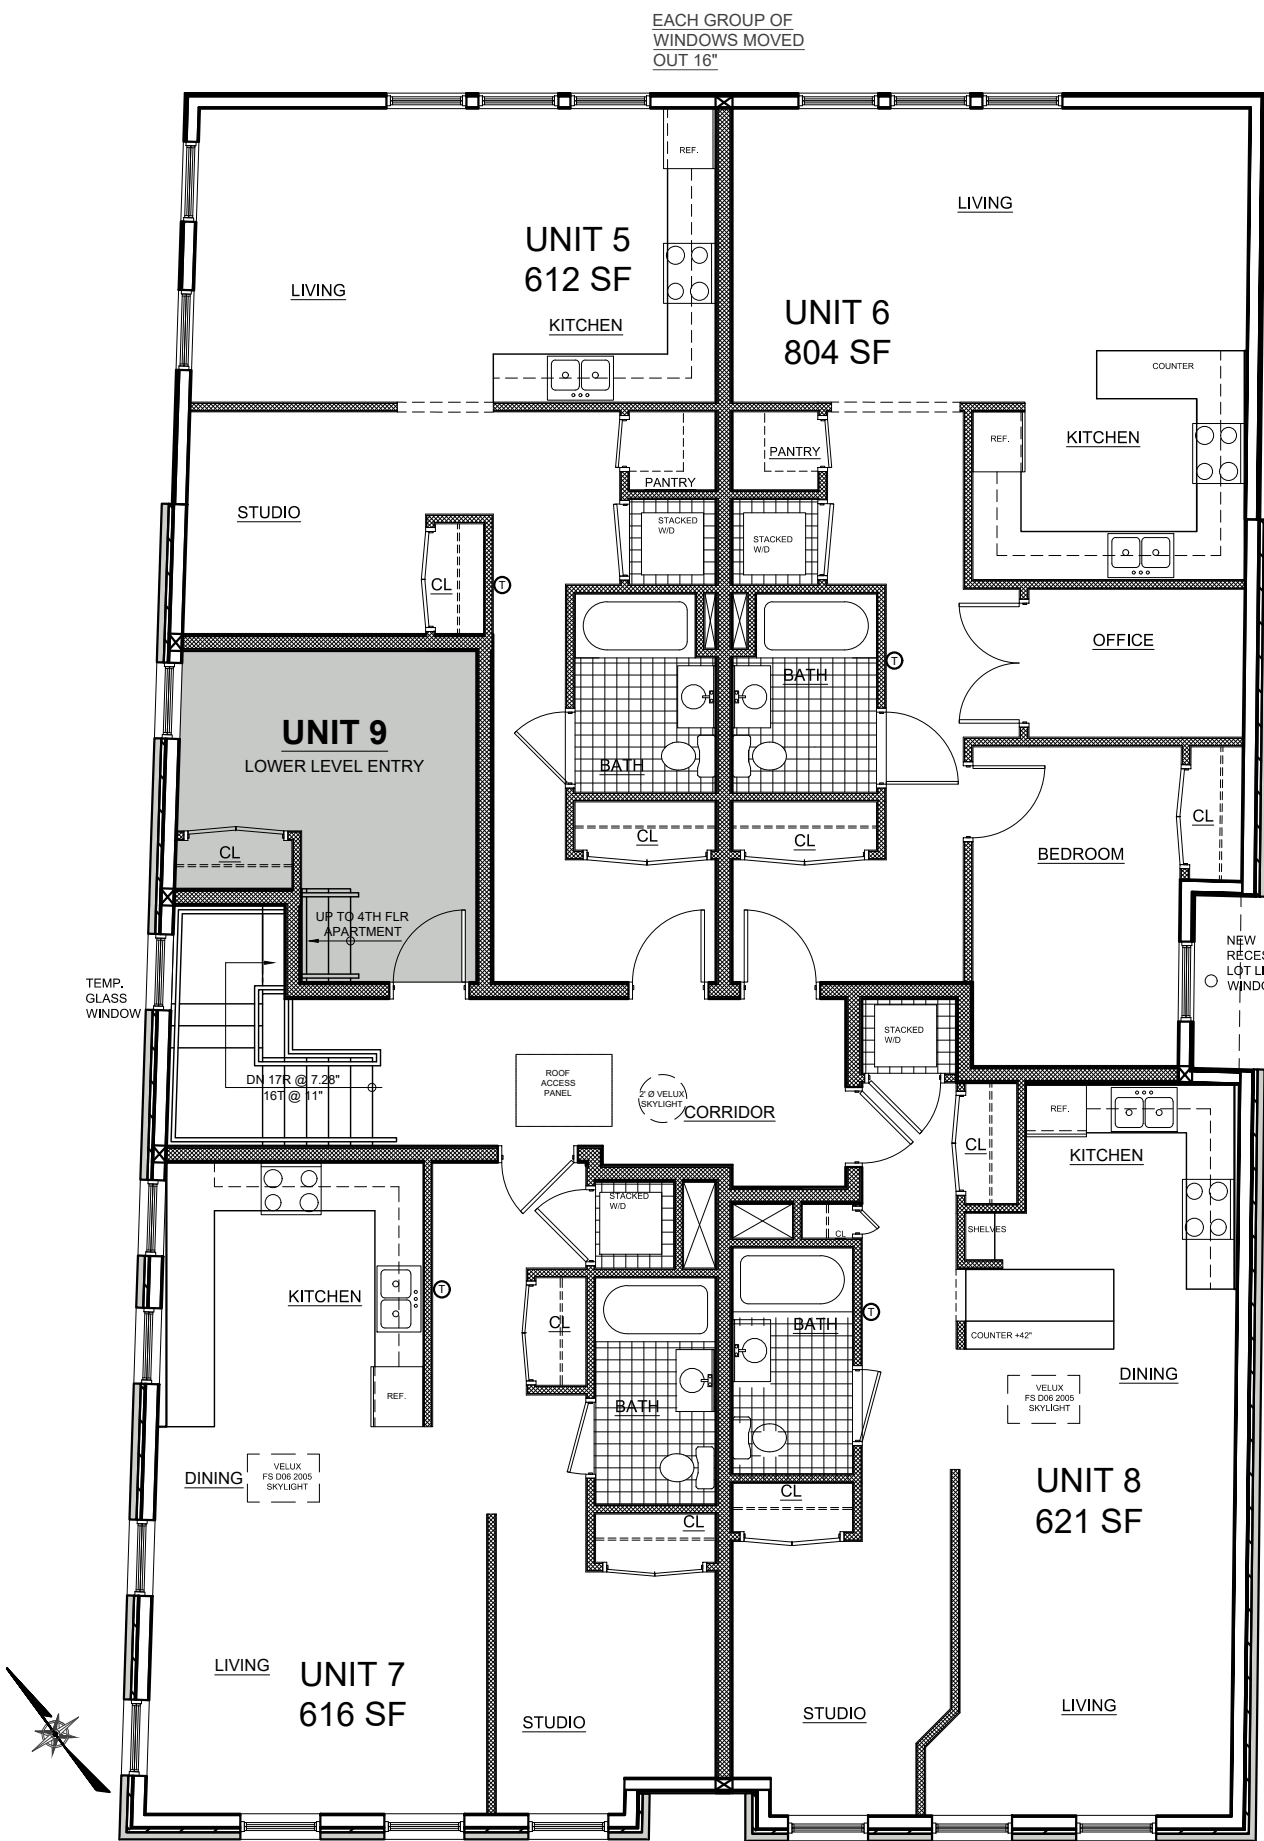 EACH GROUP OF
WINDOWS MOVED
OUT 16"
REF.
LIVING
UNIT 5
612 SF
LIVING
KITCHEN
UNIT 6
804 SF
COUNTER
REF.
KITCHEN
PANTRY
PANTRY
STUDIO
STACKED
W/D
STACKED
W/D
CL
T
OFFICE
BATH
T
UNIT 9
LOWER LEVEL ENTRY
BATH
CL
CL
CL
CL
BEDROOM
UP TO 4TH FLR
APARTMENT
NEW
RECES
LOT LI
WINDO
TEMP.
GLASS
WINDOW
STACKED
W/D
DN 17R @ 7.28"
16T @ 11"
ROOF
ACCESS
PANEL
2' Ø VELUX
SKYLIGHT
CORRIDOR
REF.
CL
KITCHEN
STACKED
W/D
SHELVES
CL
KITCHEN
T
CL
BATH
T
COUNTER +42"
DINING
REF.
BATH
VELUX
FS D06 2005
SKYLIGHT
DINING
VELUX
FS D06 2005
SKYLIGHT
UNIT 8
621 SF
CL
CL
LIVING
UNIT 7
616 SF
STUDIO
STUDIO
LIVING